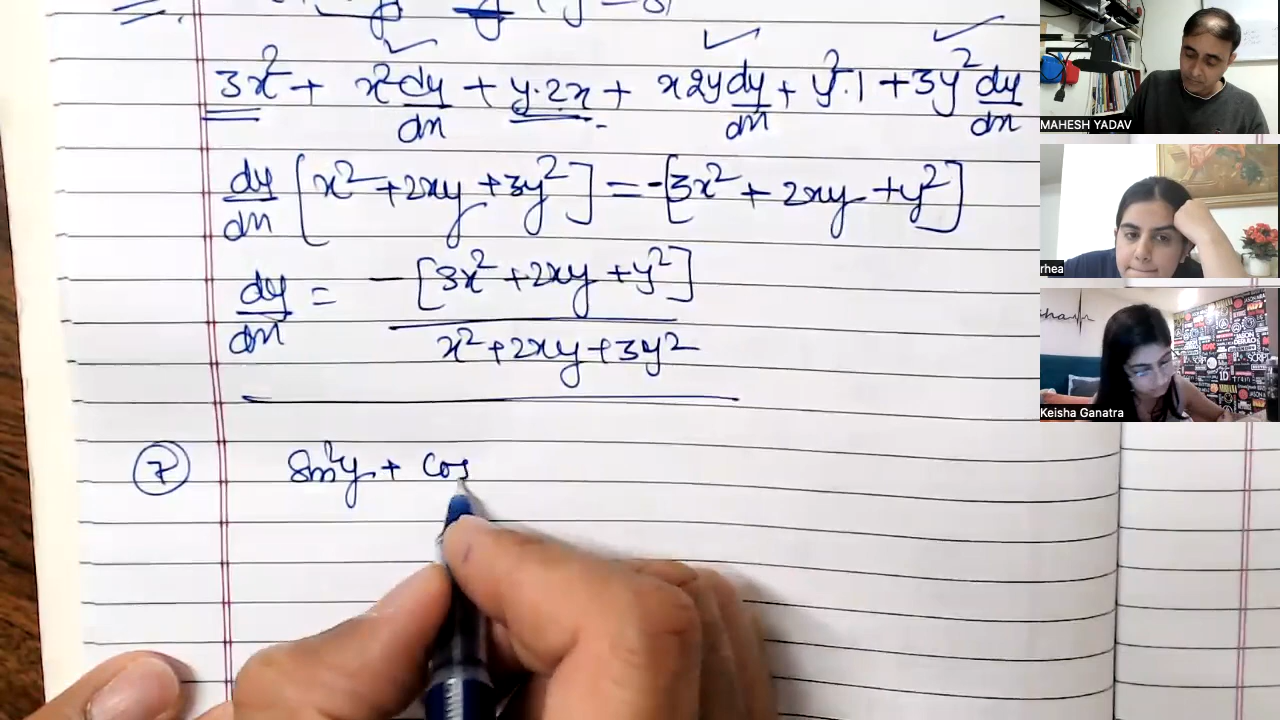 3x² + x² dy/dx + y.2x + x2y dy/dx + y².1 + 3y² dy/dx
dy/dx [x² + 2xy + 3y²] = -[3x² + 2xy + y²]
dy/dx = -[3x² + 2xy + y²] / x² + 2xy + 3y²
7 sin²y + cos
MAHESH YADAV
rhea
Keisha Ganatra